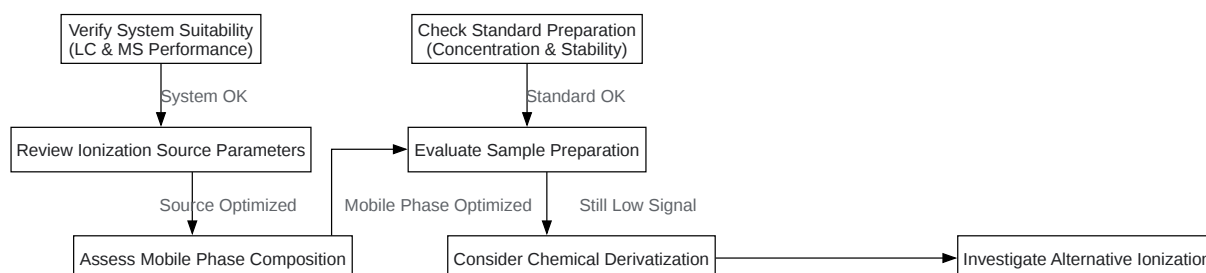 Verify System Suitability
(LC & MS Performance)
Check Standard Preparation
(Concentration & Stability)
System OK
Standard OK
Review Ionization Source Parameters
Evaluate Sample Preparation
Source Optimized
Mobile Phase Optimized
Still Low Signal
Assess Mobile Phase Composition
Consider Chemical Derivatization
Investigate Alternative Ionization